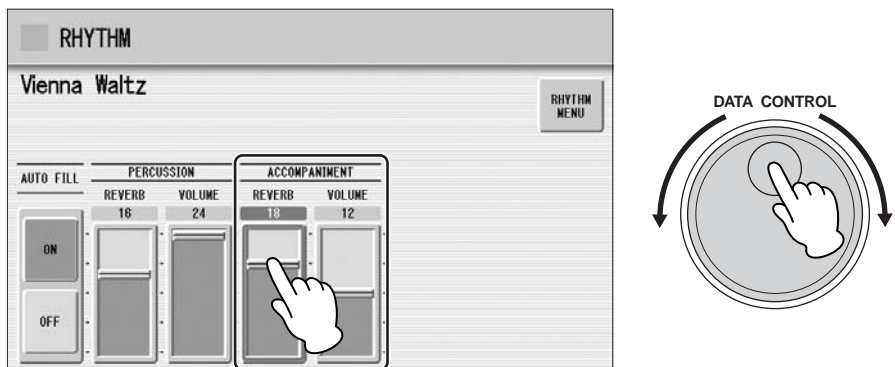 RHYTHM
Vienna Waltz
RHYTHM
MENU
AUTO FILL
ON
OFF
PERCUSSION
REVERB VOLUME
16 24
ACCOMPANIMENT
REVERB VOLUME
18 12
DATA CONTROL